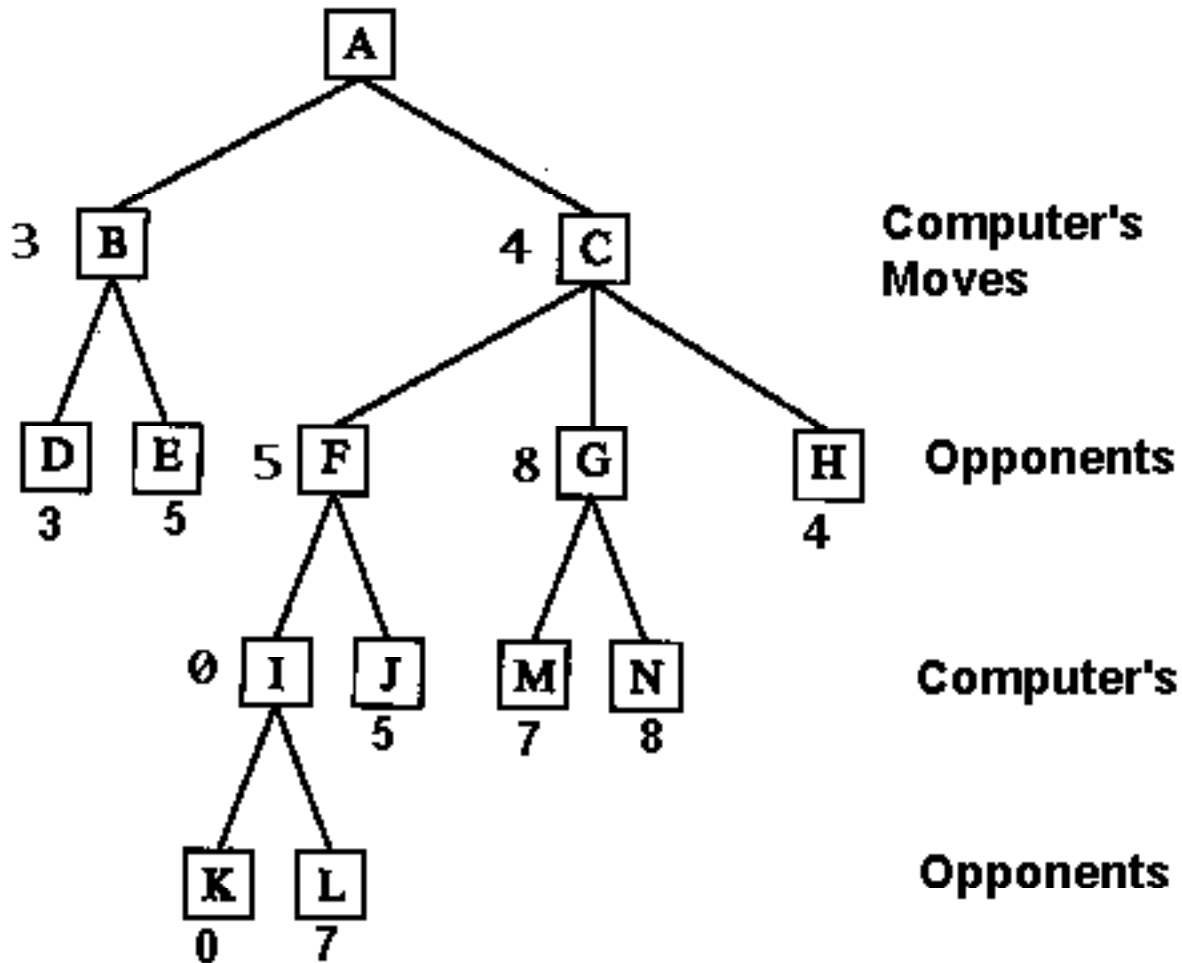 A
3 B 4 C Computer's
Moves
D E 5 F 8 G H Opponents
3 5 4
0 I J M N Computer's
5 7 8
K L Opponents
0 7